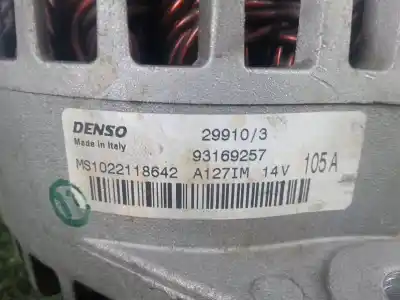 DENSO 29910/3
Made in Italy 93169257
MS1022118642 A127IM 14V 105A